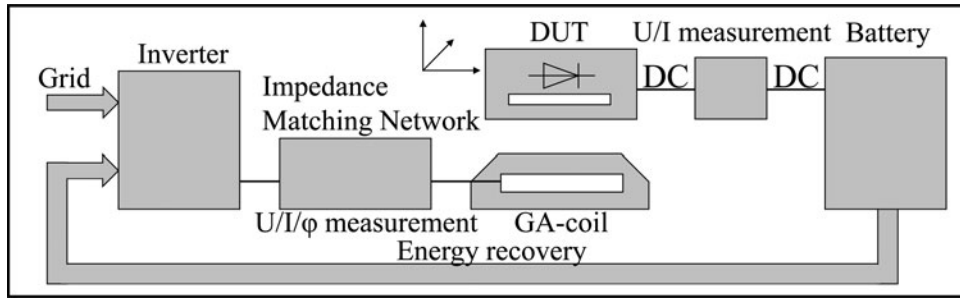 Grid
Inverter
Impedance
Matching Network
DUT
U/I measurement
Battery
DC
DC
U/I/φ measurement
GA-coil
Energy recovery